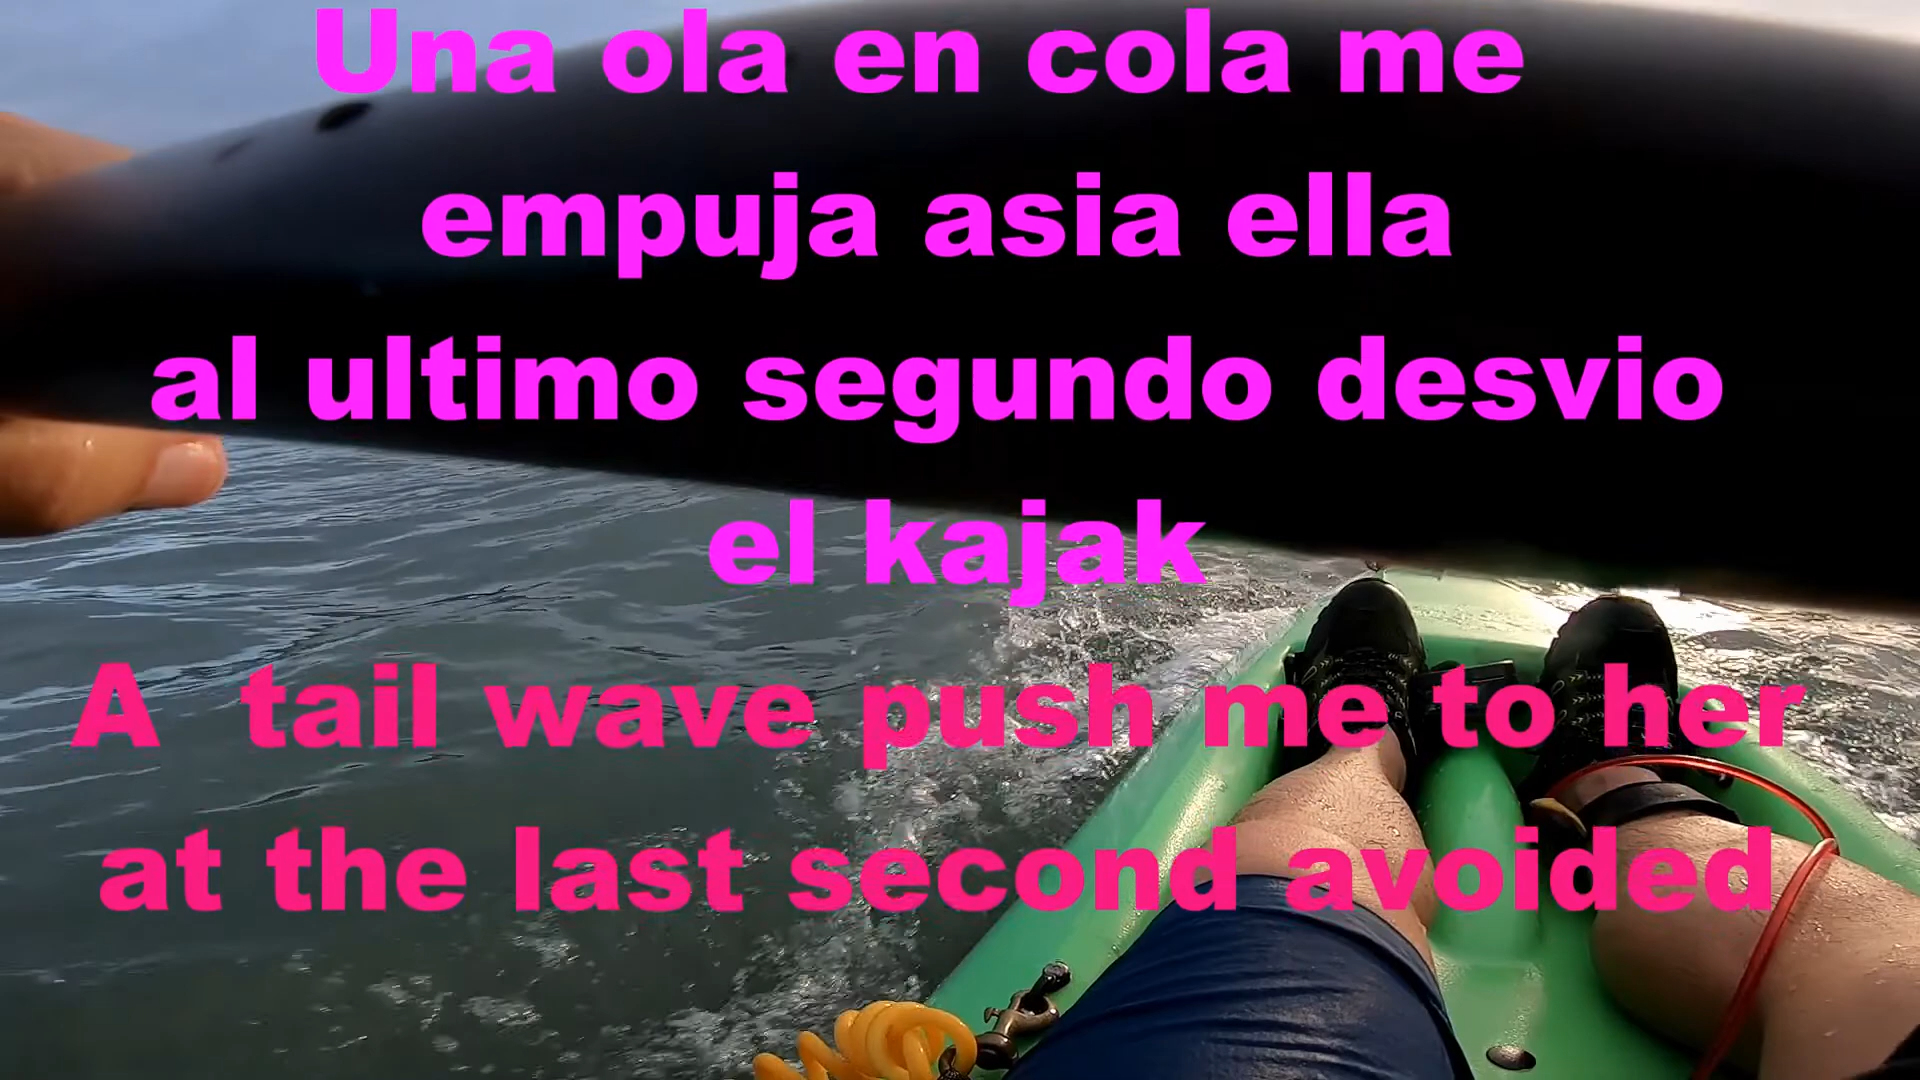 Una ola en cola me
empuja asia ella
al ultimo segundo desvio
el kajak
A  tail wave push me to her
at the last second avoided